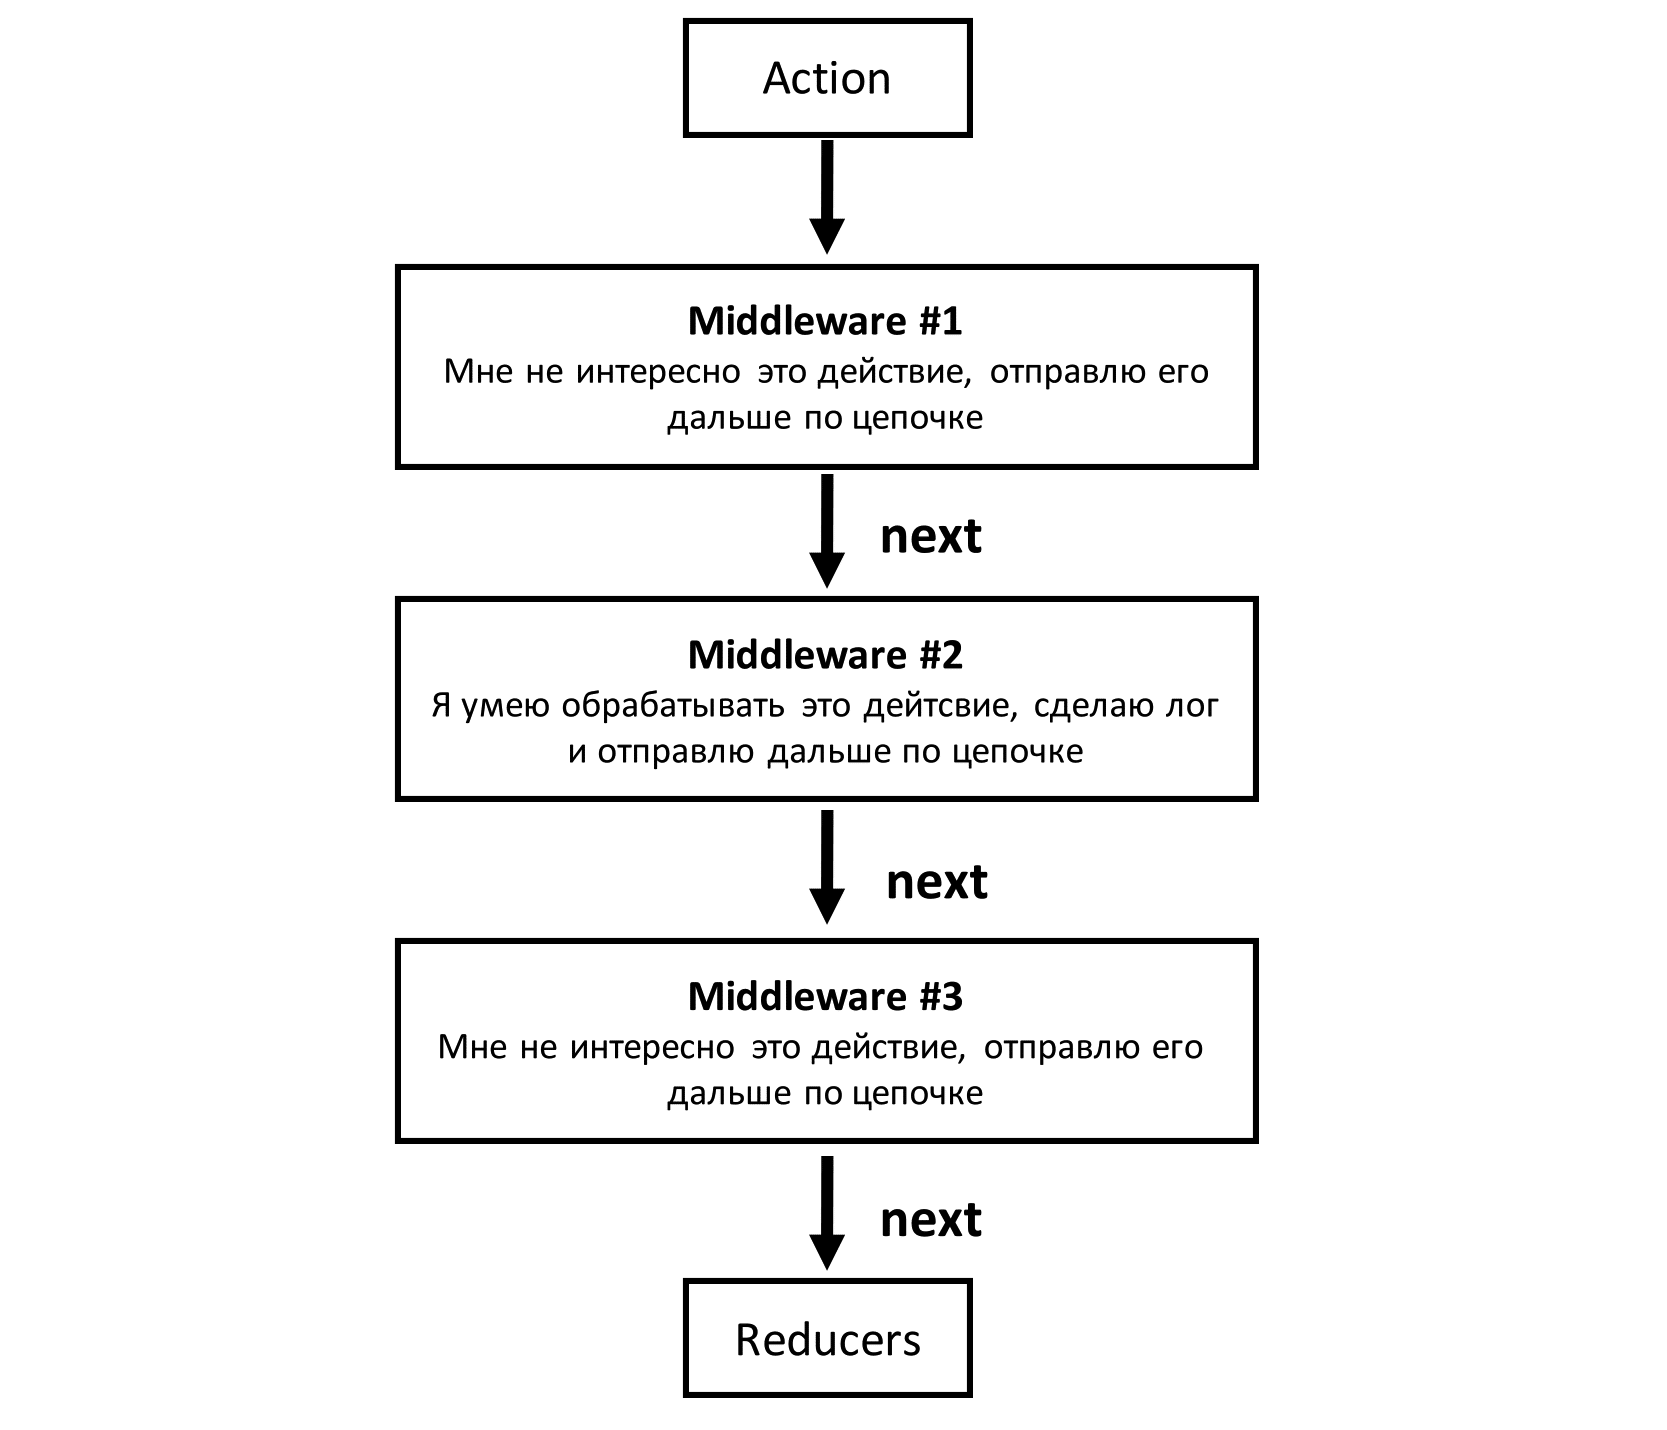 Action
Middleware #1
Мне не интересно это действие, отправлю его
дальше по цепочке
next
Middleware #2
Я умею обрабатывать это дейтсвие, сделаю лог
и отправлю дальше по цепочке
next
Middleware #3
Мне не интересно это действие, отправлю его
дальше по цепочке
next
Reducers